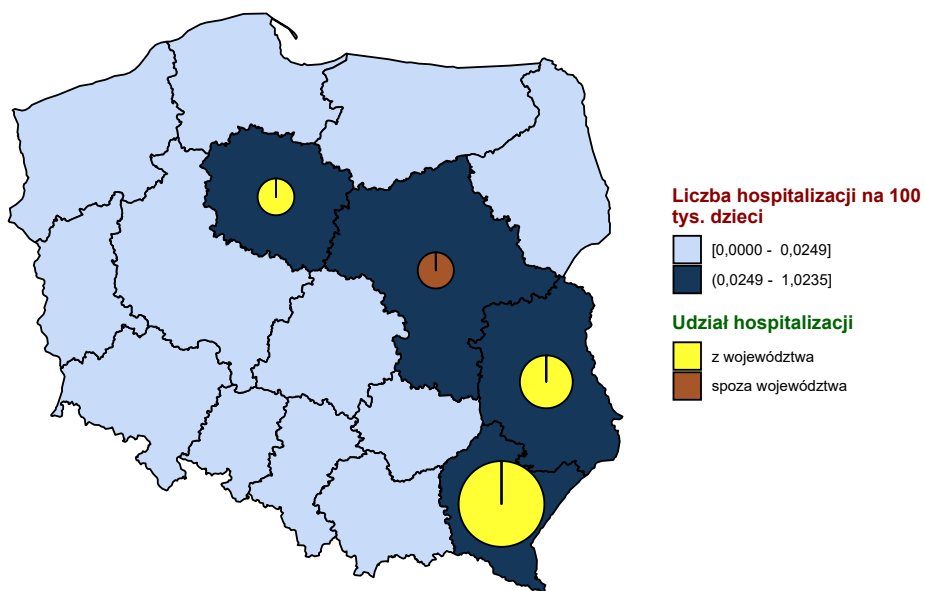 Liczba hospitalizacji na 100
tys. dzieci
[0,0000 - 0,0249]
(0,0249 - 1,0235]
Udział hospitalizacji
z województwa
spoza województwa